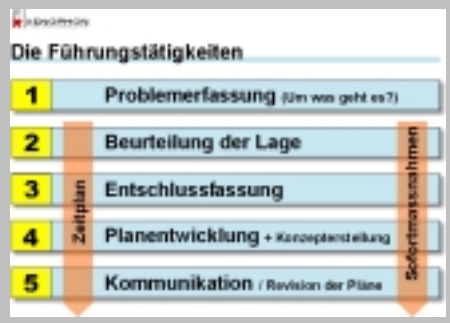 Die Führungstätigkeiten
1 Problemerfassung (Um was geht es?)
2 Beurteilung der Lage
3 Entschlussfassung
4 Planentwicklung + Konzepterstellung
5 Kommunikation / Revision der Pläne
Zeitplan
Sofortmassnahmen